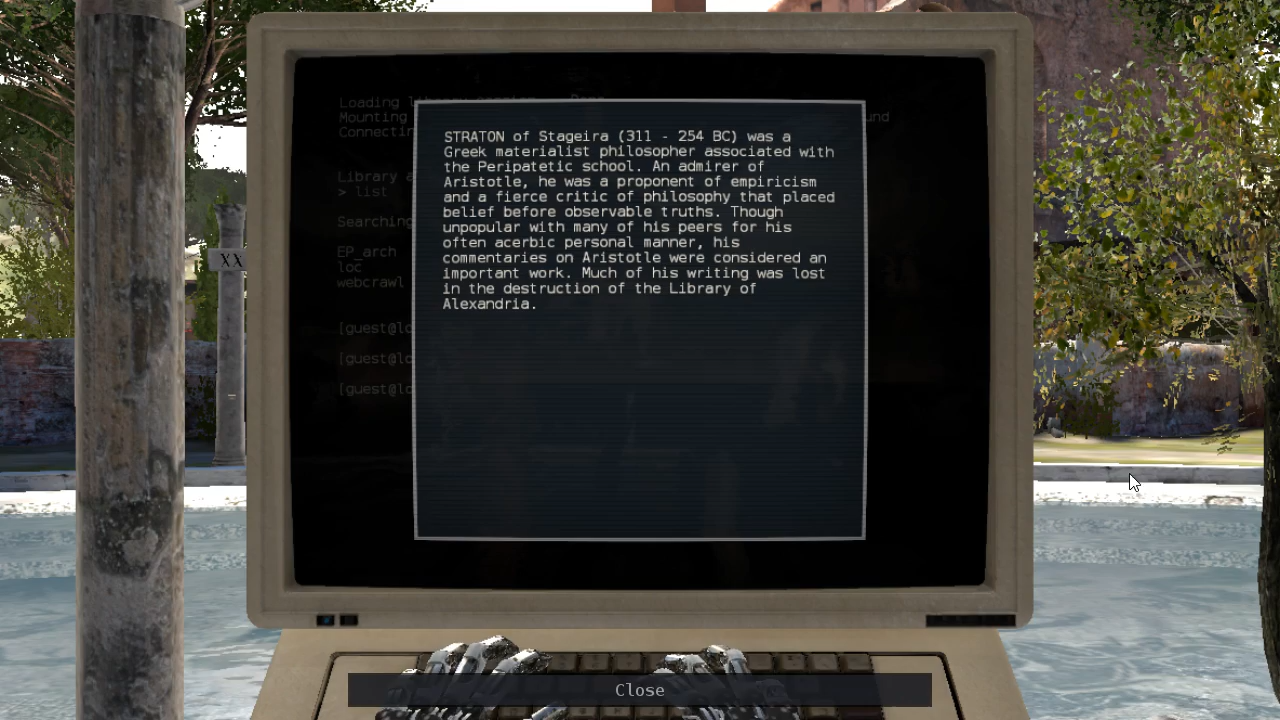 Loading
Mounting
und
Connectin
Library a
> list
Searching
EP_arch
loc
webcrawl
[guest@lo
[guest@lo
[guest@lo
STRATON of Stageira (311 - 254 BC) was a
Greek materialist philosopher associated with
the Peripatetic school. An admirer of
Aristotle, he was a proponent of empiricism
and a fierce critic of philosophy that placed
belief before observable truths. Though
unpopular with many of his peers for his
often acerbic personal manner, his
commentaries on Aristotle were considered an
important work. Much of his writing was lost
in the destruction of the Library of
Alexandria.
XX
Close